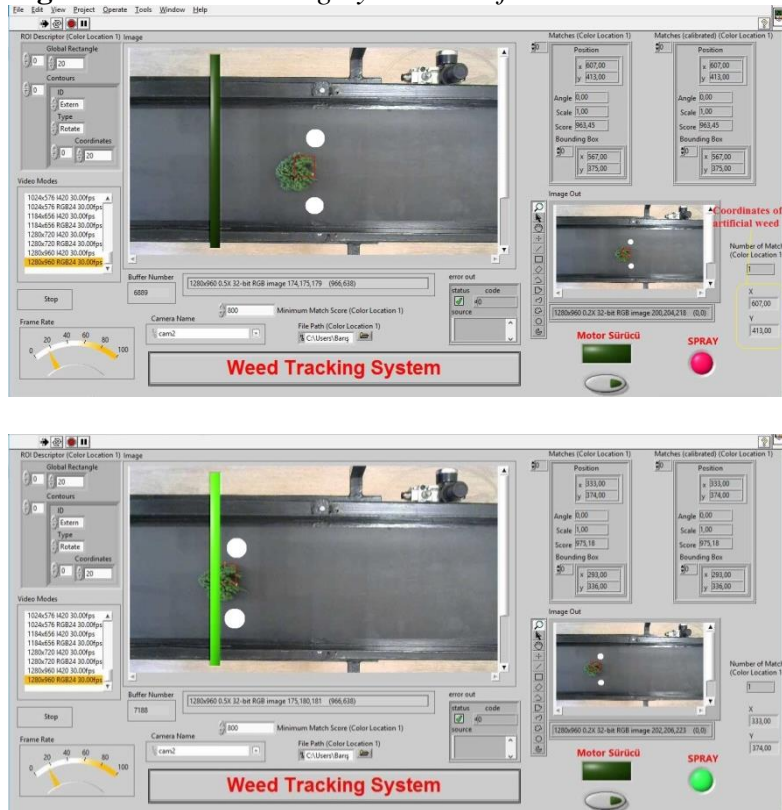 File Edit View Project Operate Tools Window Help
ROI Descriptor (Color Location 1)
Global Rectangle
0
20
Contours
0
ID
Extern
Type
Rotate
Coordinates
0
20
Video Modes
1024x576 I420 30.00fps
1024x576 RGB24 30.00fps
1184x656 I420 30.00fps
1184x656 RGB24 30.00fps
1280x720 I420 30.00fps
1280x720 RGB24 30.00fps
1280x960 I420 30.00fps
1280x960 RGB24 30.00fps
Stop
Frame Rate
0 20 40 60 80 100
Image
Buffer Number
6889
1280x960 0.5X 32-bit RGB image 174,175,179 (966,638)
800
Minimum Match Score (Color Location 1)
Camera Name
cam2
File Path (Color Location 1)
C:\Users\Barış
error out
status code
0
source
Weed Tracking System
Matches (Color Location 1)
0
Position
x 607,00
y 413,00
Angle 0,00
Scale 1,00
Score 963,45
Bounding Box
0
x 567,00
y 375,00
Matches (calibrated) (Color Location 1)
0
Position
x 607,00
y 413,00
Angle 0,00
Scale 1,00
Score 963,45
Bounding Box
0
x 567,00
y 375,00
Image Out
1280x960 0.2X 32-bit RGB image 200,204,218 (0,0)
Coordinates of
artificial weed
Number of Match
(Color Location 1
1
X
607,00
Y
413,00
Motor Sürücü
SPRAY
ROI Descriptor (Color Location 1)
Global Rectangle
0
20
Contours
0
ID
Extern
Type
Rotate
Coordinates
0
20
Video Modes
1024x576 I420 30.00fps
1024x576 RGB24 30.00fps
1184x656 I420 30.00fps
1184x656 RGB24 30.00fps
1280x720 I420 30.00fps
1280x720 RGB24 30.00fps
1280x960 I420 30.00fps
1280x960 RGB24 30.00fps
Stop
Frame Rate
0 20 40 60 80 100
Image
Buffer Number
7188
1280x960 0.5X 32-bit RGB image 175,180,181 (966,638)
800
Minimum Match Score (Color Location 1)
Camera Name
cam2
File Path (Color Location 1)
C:\Users\Barış
error out
status code
0
source
Weed Tracking System
Matches (Color Location 1)
0
Position
x 333,00
y 374,00
Angle 0,00
Scale 1,00
Score 975,18
Bounding Box
0
x 293,00
y 336,00
Matches (calibrated) (Color Location 1)
0
Position
x 333,00
y 374,00
Angle 0,00
Scale 1,00
Score 975,18
Bounding Box
0
x 293,00
y 336,00
Image Out
1280x960 0.2X 32-bit RGB image 202,206,223 (0,0)
Number of Match
(Color Location 1
1
X
333,00
Y
374,00
Motor Sürücü
SPRAY